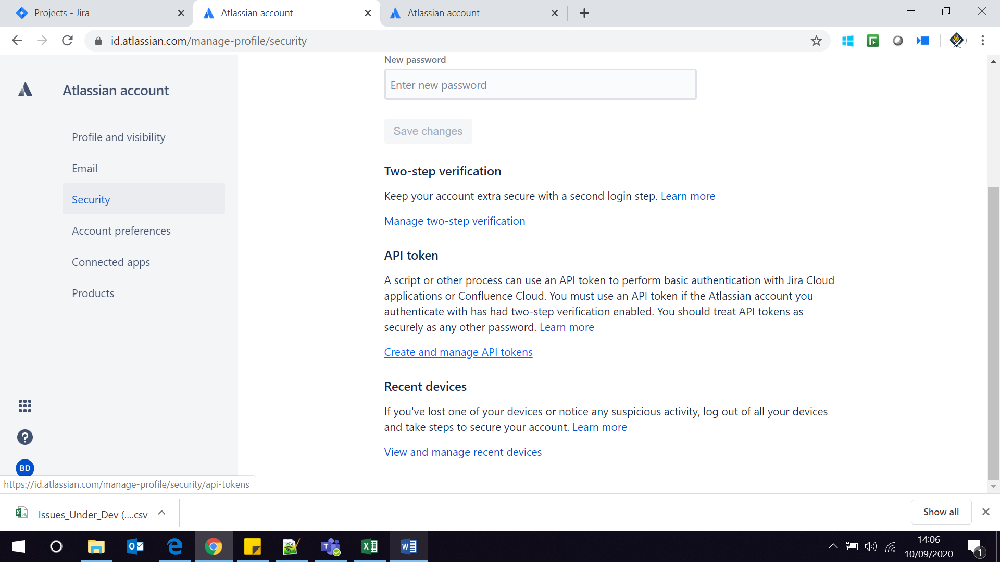 Projects - Jira
Atlassian account
Atlassian account
id.atlassian.com/manage-profile/security
Atlassian account
Profile and visibility
Email
Security
Account preferences
Connected apps
Products
BD
https://id.atlassian.com/manage-profile/security/api-tokens
New password
Enter new password
Save changes
Two-step verification
Keep your account extra secure with a second login step. Learn more
Manage two-step verification
API token
A script or other process can use an API token to perform basic authentication with Jira Cloud
applications or Confluence Cloud. You must use an API token if the Atlassian account you
authenticate with has had two-step verification enabled. You should treat API tokens as
securely as any other password. Learn more
Create and manage API tokens
Recent devices
If you've lost one of your devices or notice any suspicious activity, log out of all your devices
and take steps to secure your account. Learn more
View and manage recent devices
Issues_Under_Dev (....csv
Show all
14:06
10/09/2020
1